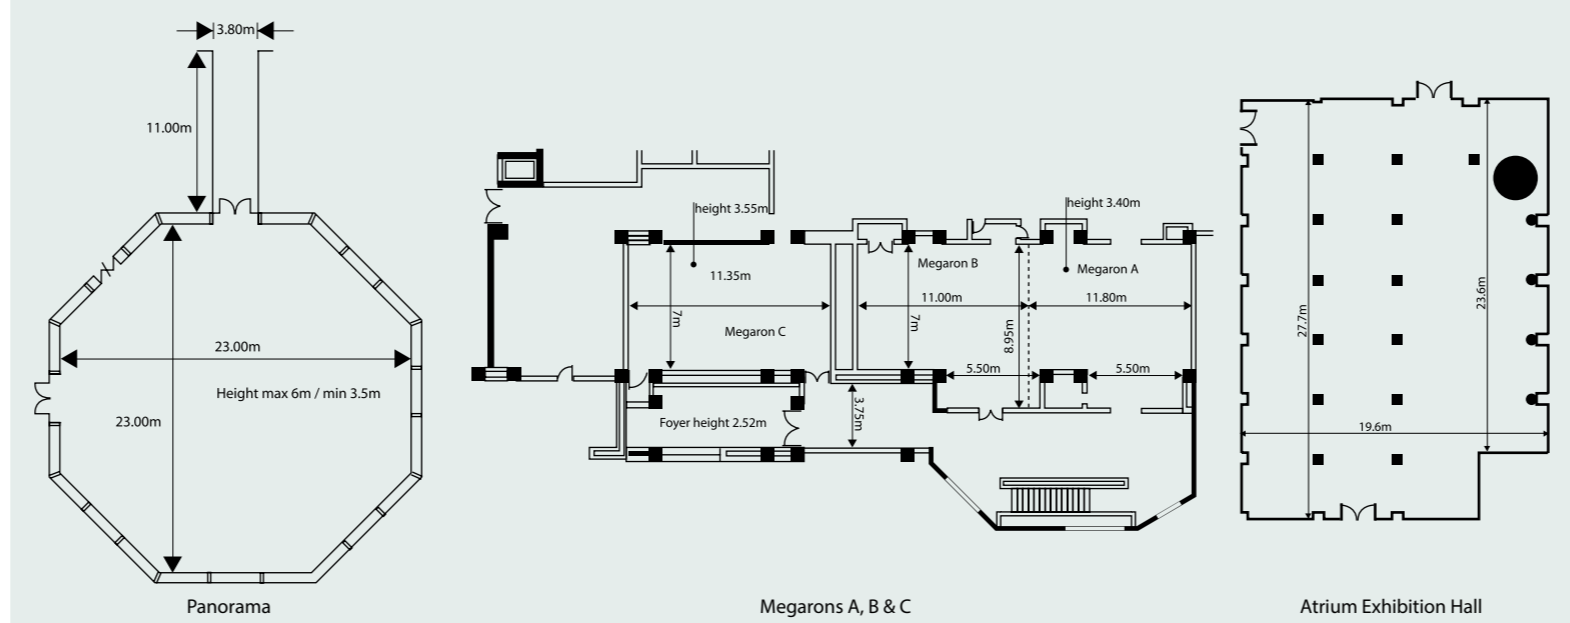 3.80m
11.00m
23.00m
Height max 6m / min 3.5m
23.00m
Panorama
height 3.55m
11.35m
7m
Megaron C
Foyer height 2.52m
3.75m
Megaron B
11.00m
7m
8.95m
height 3.40m
Megaron A
11.80m
5.50m
5.50m
Megarons A, B & C
27.7m
23.6m
19.6m
Atrium Exhibition Hall